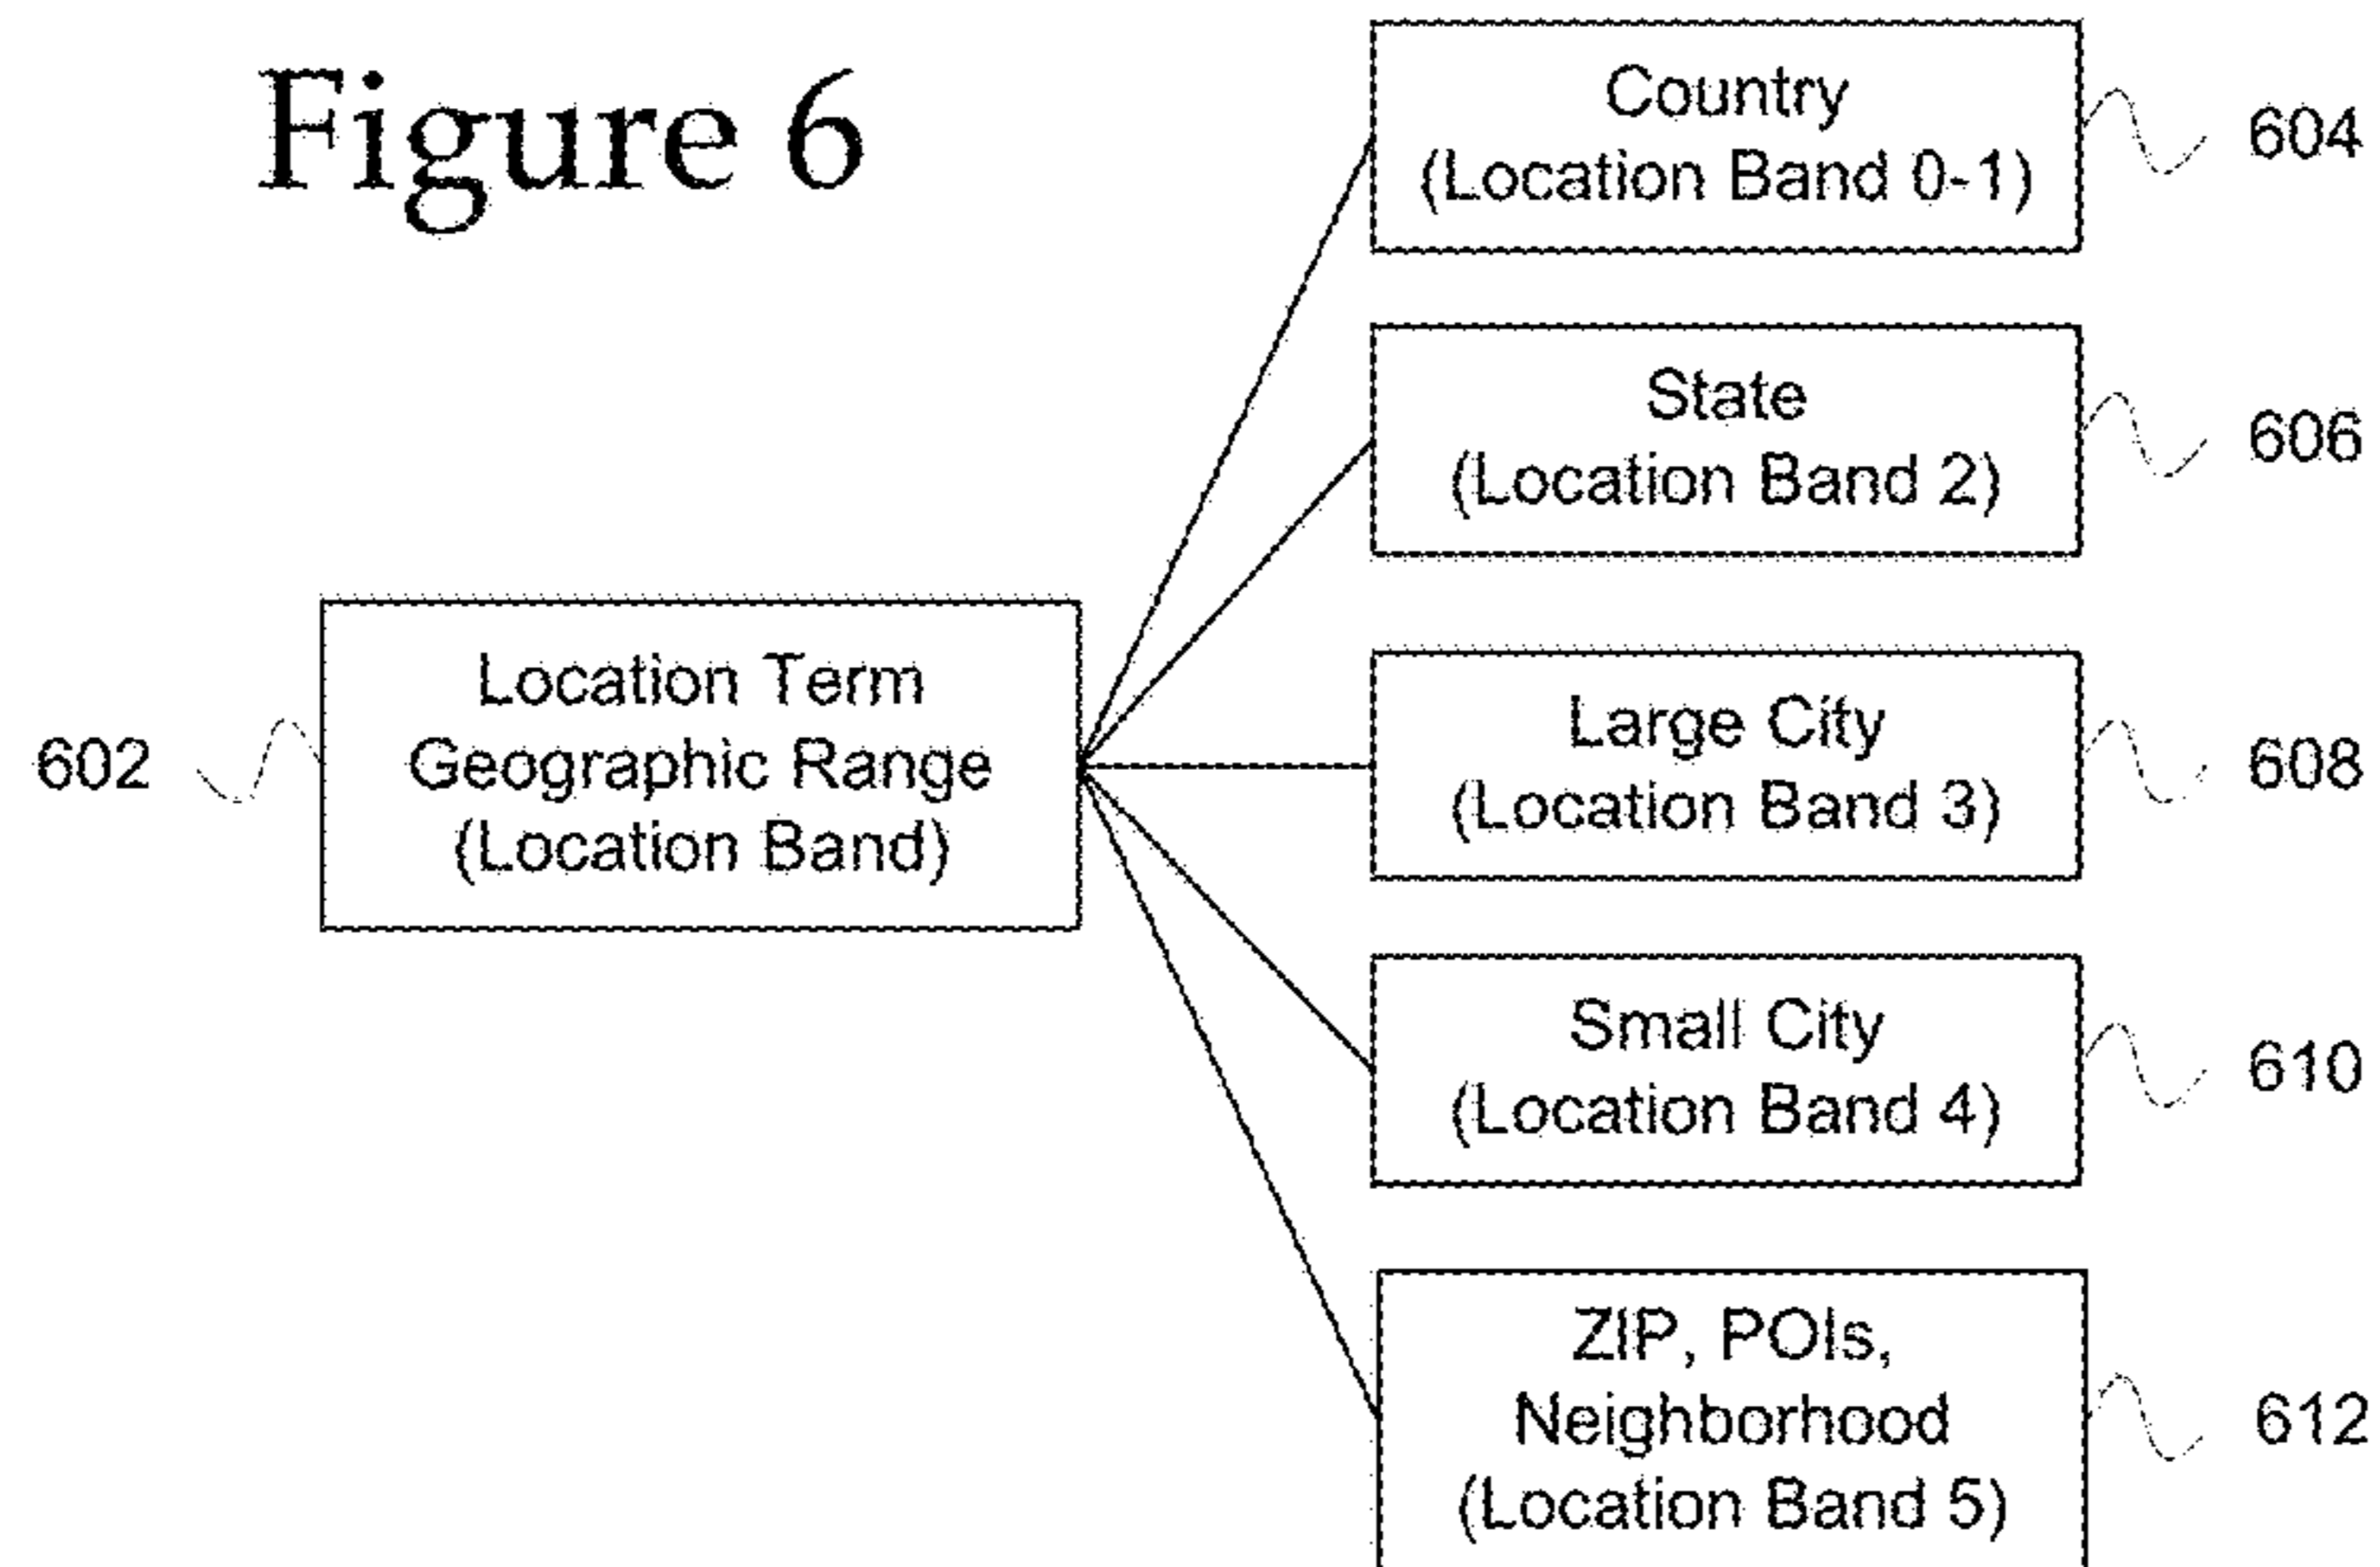 Figure 6
Country
(Location Band 0-1)
604
State
(Location Band 2)
606
Location Term
Geographic Range
(Location Band)
602
Large City
(Location Band 3)
608
Small City
(Location Band 4)
610
ZIP, POIs,
Neighborhood
(Location Band 5)
612